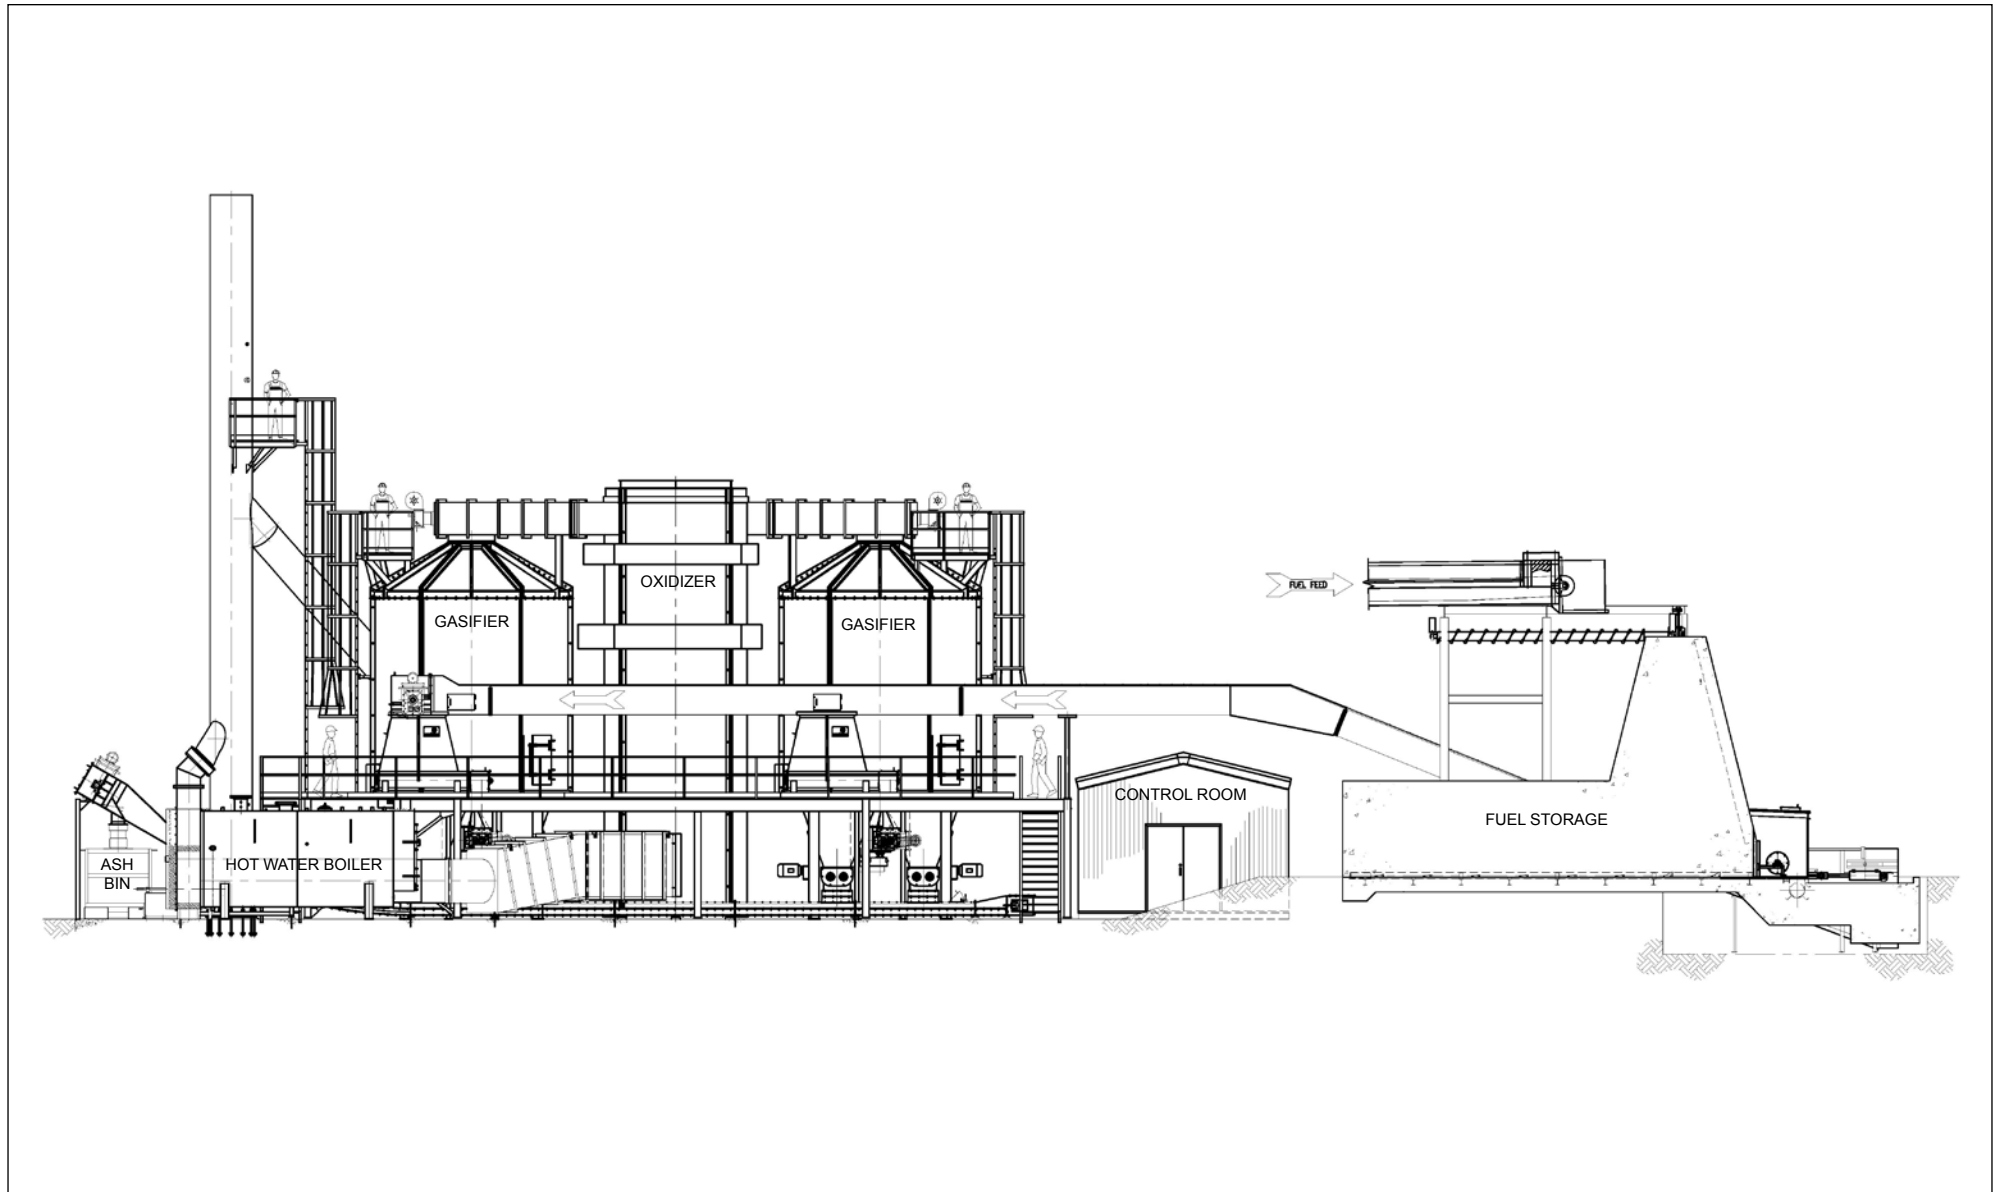 OXIDIZER
FUEL FEED
GASIFIER
GASIFIER
CONTROL ROOM
FUEL STORAGE
ASH
BIN
HOT WATER BOILER